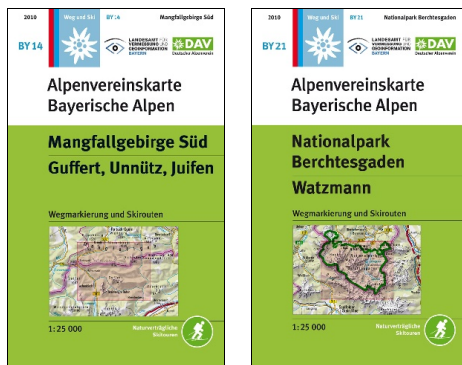 2010
Weg und Ski
BY 14
Mangfallgebirge Süd
BY 14
LANDESAMT FÜR
VERMESSUNG UND
GEOINFORMATION
BAYERN
DAV
Deutscher Alpenverein
Alpenvereinskarte
Bayerische Alpen
Mangfallgebirge Süd
Guffert, Unnütz, Juifen
Wegmarkierung und Skirouten
1:25 000
Naturverträgliche
Skitouren
2010
Weg und Ski
BY 21
Nationalpark Berchtesgaden
BY 21
LANDESAMT FÜR
VERMESSUNG UND
GEOINFORMATION
BAYERN
DAV
Deutscher Alpenverein
Alpenvereinskarte
Bayerische Alpen
Nationalpark
Berchtesgaden
Watzmann
Wegmarkierung und Skirouten
1:25 000
Naturverträgliche
Skitouren